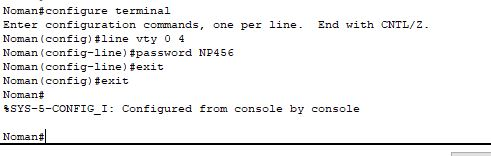 Noman#configure terminal
Enter configuration commands, one per line.  End with CNTL/Z.
Noman(config)#line vty 0 4
Noman(config-line)#password NP456
Noman(config-line)#exit
Noman(config)#exit
Noman#
%SYS-5-CONFIG_I: Configured from console by console

Noman#